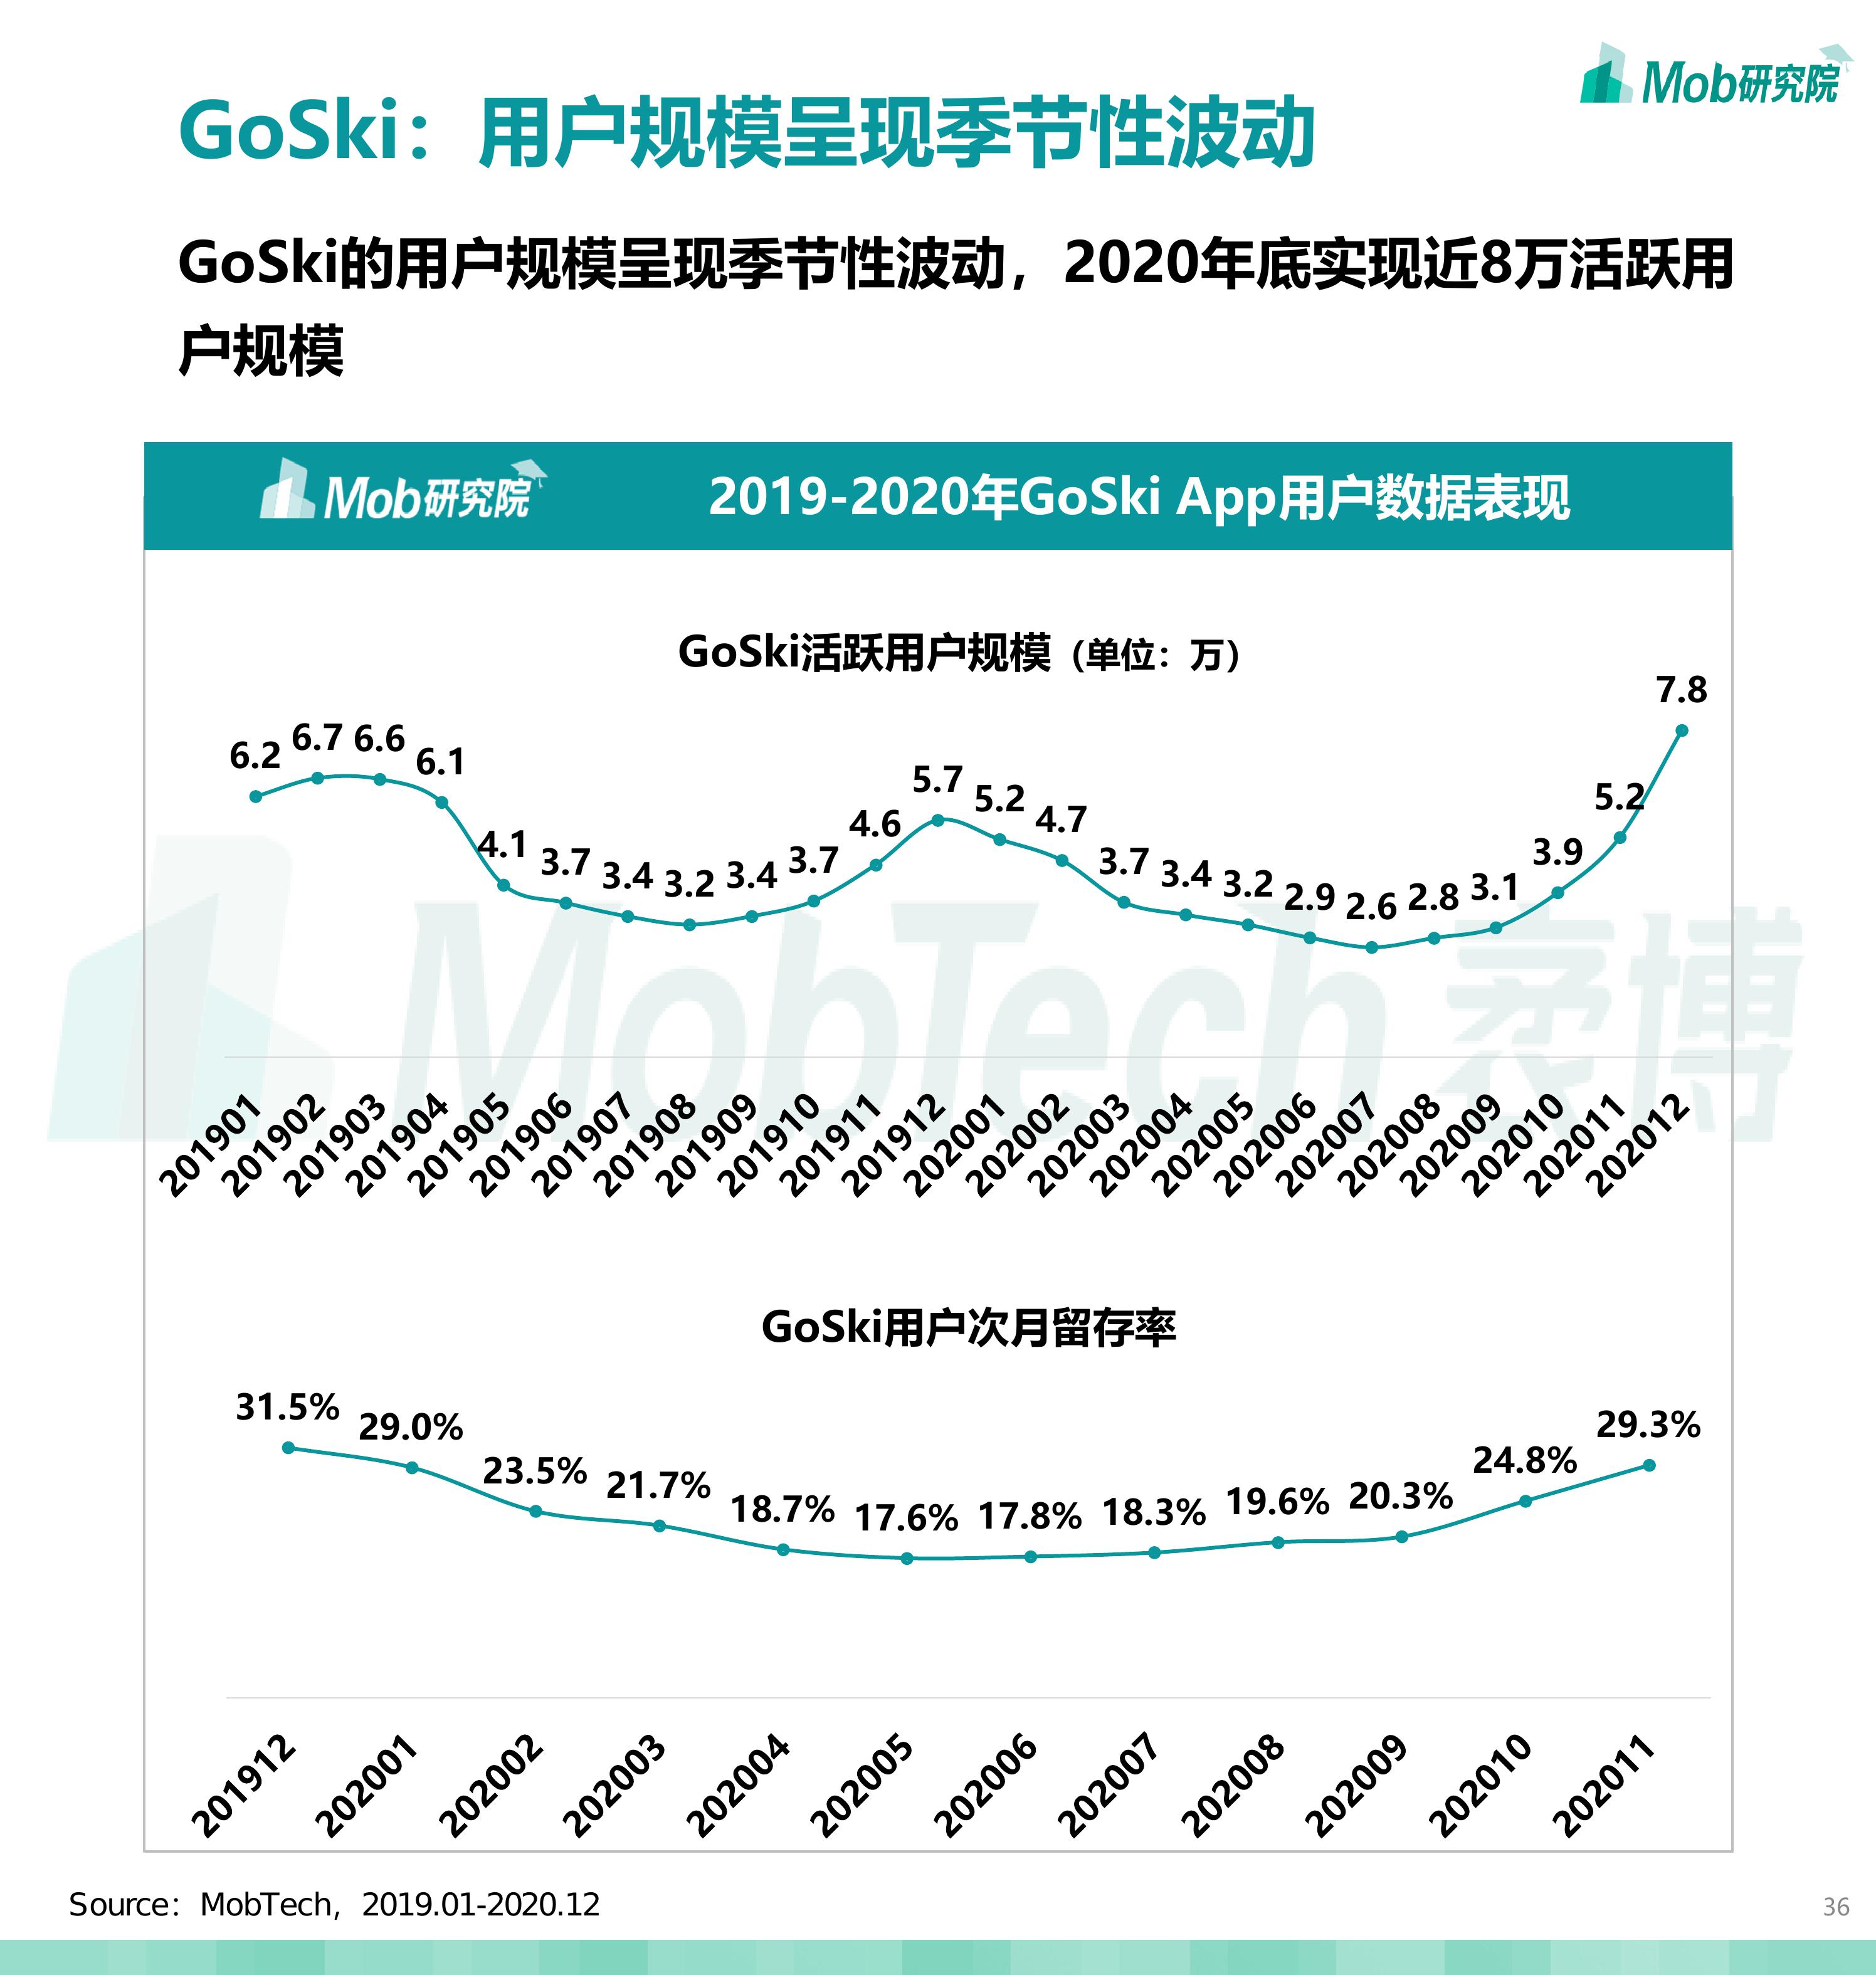 Mob研究院
GoSki：用户规模呈现季节性波动
GoSki的用户规模呈现季节性波动，2020年底实现近8万活跃用
户规模
Mob研究院
2019-2020年GoSki App用户数据表现
GoSki活跃用户规模（单位：万）
6.2 6.7 6.6 6.1 4.1 3.7 3.4 3.2 3.4 3.7 4.6 5.7 5.2 4.7 3.7 3.4 3.2 2.9 2.6 2.8 3.1 3.9 5.2 7.8
MobTech 袤博
201901 201902 201903 201904 201905 201906 201907 201908 201909 201910 201911 201912 202001 202002 202003 202004 202005 202006 202007 202008 202009 202010 202011 202012
GoSki用户次月留存率
31.5% 29.0% 23.5% 21.7% 18.7% 17.6% 17.8% 18.3% 19.6% 20.3% 24.8% 29.3%
201912 202001 202002 202003 202004 202005 202006 202007 202008 202009 202010 202011
Source：MobTech，2019.01-2020.12
36